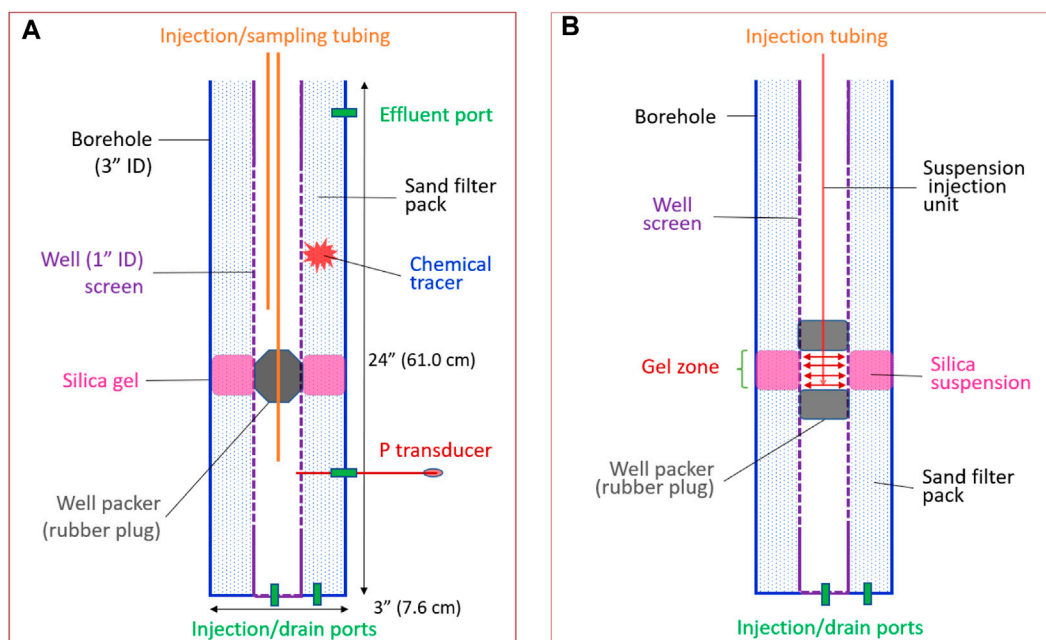 A
Injection/sampling tubing
Effluent port
Borehole
(3” ID)
Sand filter
pack
Well (1” ID)
screen
Chemical
tracer
24” (61.0 cm)
Silica gel
P transducer
Well packer
(rubber plug)
3” (7.6 cm)
Injection/drain ports
B
Injection tubing
Borehole
Suspension
injection
unit
Well
screen
Gel zone
Silica
suspension
Well packer
(rubber plug)
Sand filter
pack
Injection/drain ports